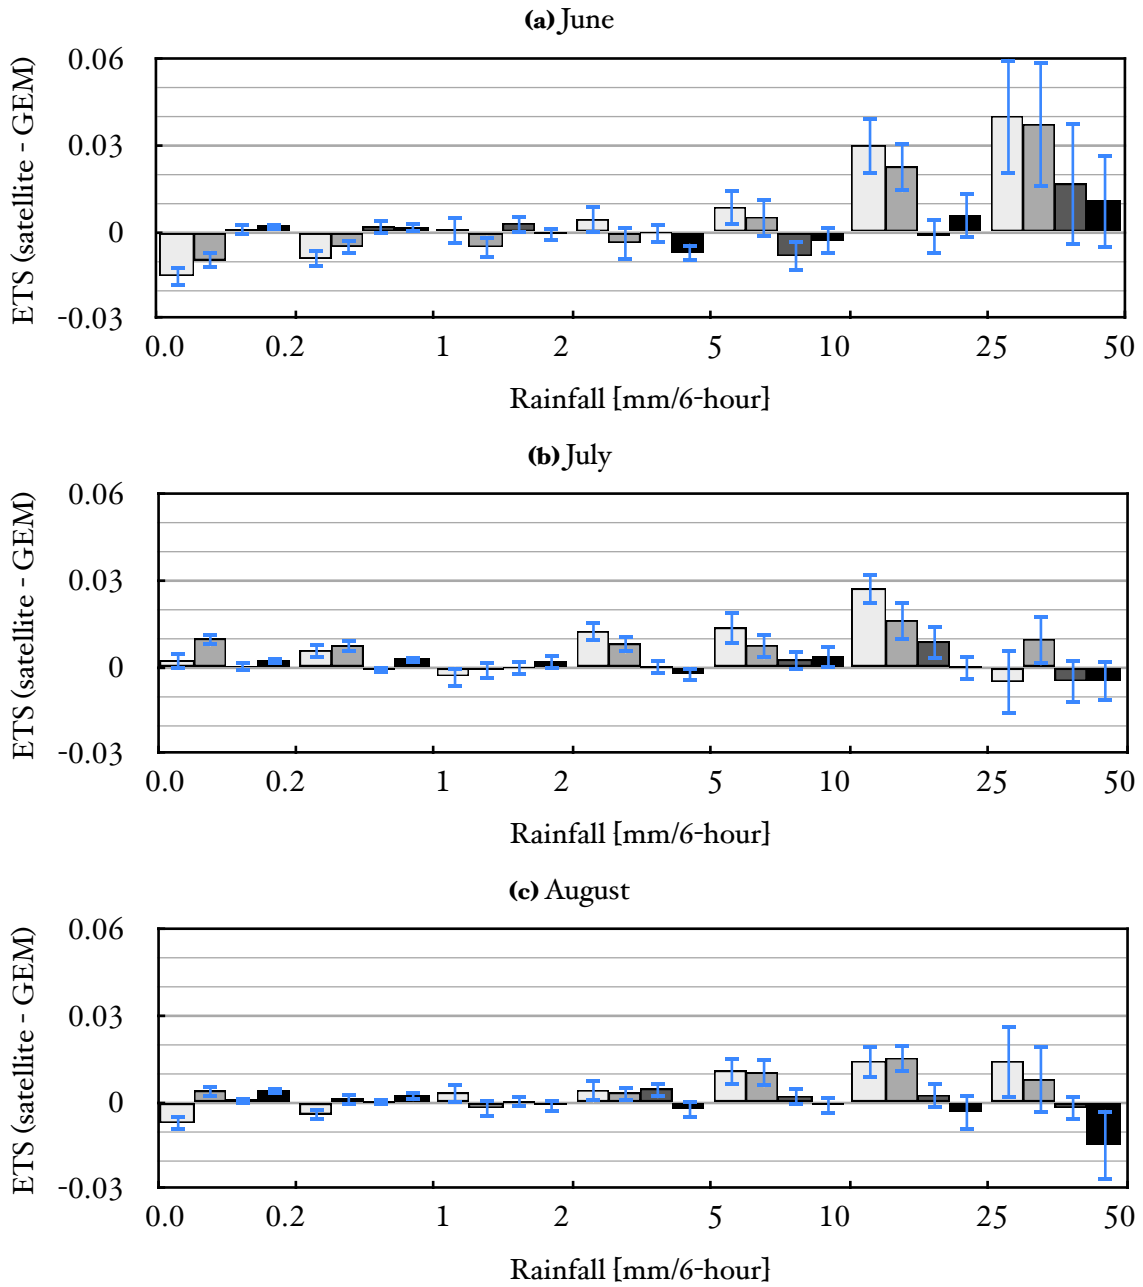 (a) June
ETS (satellite - GEM)
0.06
0.03
0
-0.03
0.0 0.2 1 2 5 10 25 50
Rainfall [mm/6-hour]
(b) July
ETS (satellite - GEM)
0.06
0.03
0
-0.03
0.0 0.2 1 2 5 10 25 50
Rainfall [mm/6-hour]
(c) August
ETS (satellite - GEM)
0.06
0.03
0
-0.03
0.0 0.2 1 2 5 10 25 50
Rainfall [mm/6-hour]